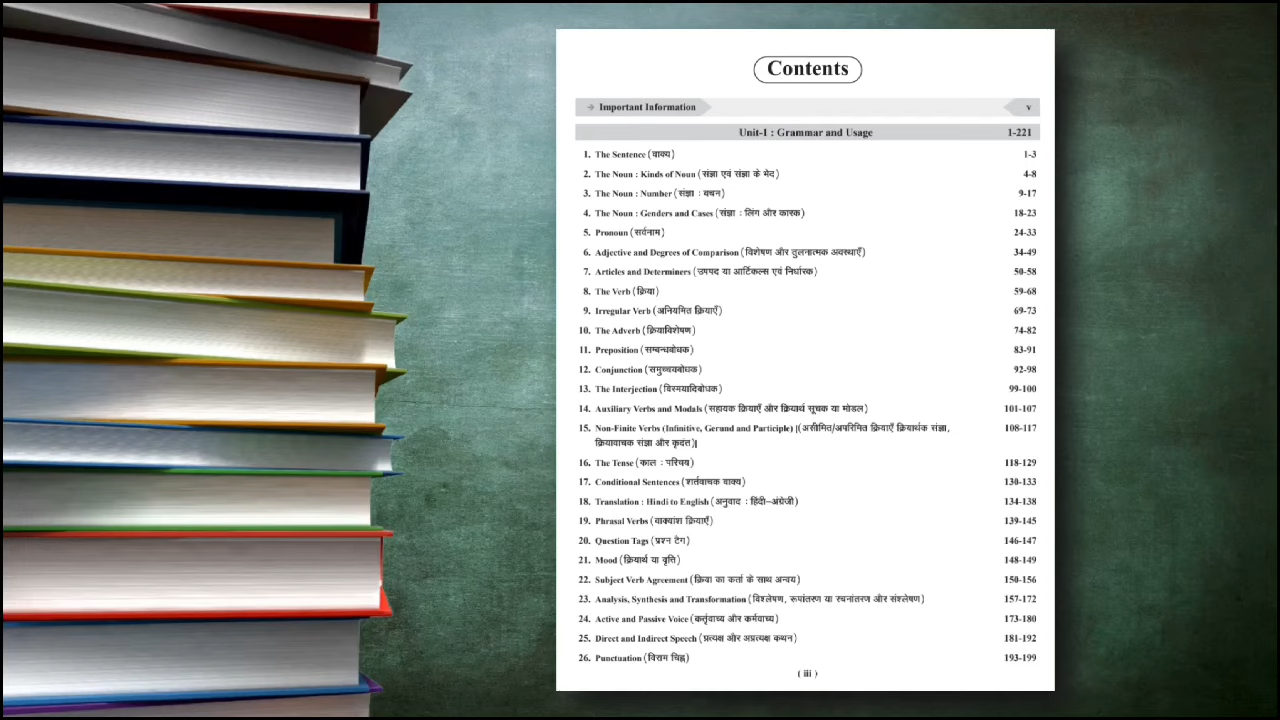 Contents
→ Important Information v
Unit-1 : Grammar and Usage 1-221
1. The Sentence (वाक्य) 1-3
2. The Noun : Kinds of Noun (संज्ञा एवं संज्ञा के भेद) 4-8
3. The Noun : Number (संज्ञा : वचन) 9-17
4. The Noun : Genders and Cases (संज्ञा : लिंग और कारक) 18-23
5. Pronoun (सर्वनाम) 24-33
6. Adjective and Degrees of Comparison (विशेषण और तुलनात्मक अवस्थाएँ) 34-49
7. Articles and Determiners (उपपद या आर्टिकल्स एवं निर्धारक) 50-58
8. The Verb (क्रिया) 59-68
9. Irregular Verb (अनियमित क्रियाएँ) 69-73
10. The Adverb (क्रियाविशेषण) 74-82
11. Preposition (सम्बन्धबोधक) 83-91
12. Conjunction (समुच्चयबोधक) 92-98
13. The Interjection (विस्मयादिबोधक) 99-100
14. Auxiliary Verbs and Modals (सहायक क्रियाएँ और क्रियार्थ सूचक या मोडल) 101-107
15. Non-Finite Verbs (Infinitive, Gerund and Participle) [(असीमित/अपरिमित क्रियाएँ क्रियार्थक संज्ञा, 108-117
क्रियावाचक संज्ञा और कृदंत)]
16. The Tense (काल : परिचय) 118-129
17. Conditional Sentences (शर्तवाचक वाक्य) 130-133
18. Translation : Hindi to English (अनुवाद : हिंदी–अंग्रेजी) 134-138
19. Phrasal Verbs (वाक्यांश क्रियाएँ) 139-145
20. Question Tags (प्रश्न टैग) 146-147
21. Mood (क्रियार्थ या वृत्ति) 148-149
22. Subject Verb Agreement (क्रिया का कर्ता के साथ अन्वय) 150-156
23. Analysis, Synthesis and Transformation (विश्लेषण, रूपांतरण या रचनांतरण और संश्लेषण) 157-172
24. Active and Passive Voice (कर्तृवाच्य और कर्मवाच्य) 173-180
25. Direct and Indirect Speech (प्रत्यक्ष और अप्रत्यक्ष कथन) 181-192
26. Punctuation (विराम चिह्न) 193-199
( iii )